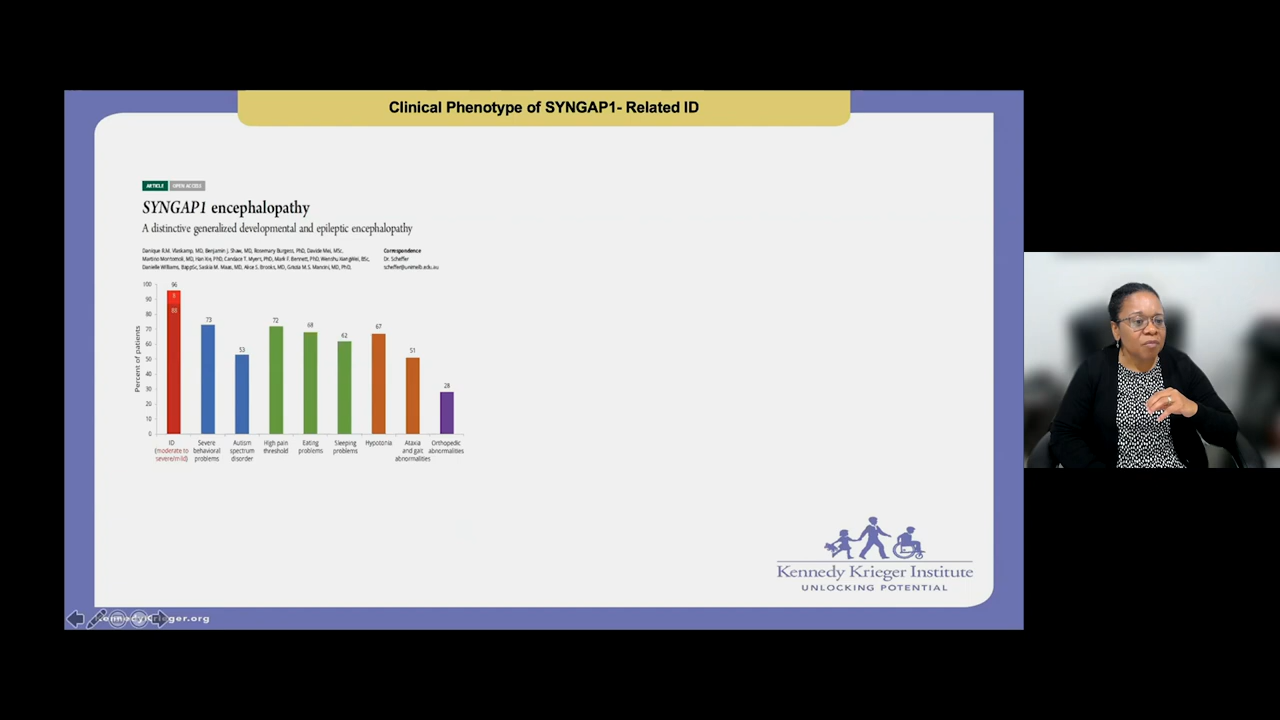 Clinical Phenotype of SYNGAP1- Related ID
ARTICLE OPEN ACCESS
SYNGAP1 encephalopathy
A distinctive generalized developmental and epileptic encephalopathy
Danique R.M. Vlaskamp, MD, Benjamin J. Shaw, MD, Rosemary Burgess, PhD, Davide Mei, MSc,
Martino Montomoli, MD, Han Xie, PhD, Candace T. Myers, PhD, Mark F. Bennett, PhD, Wenshu XiangWei, BSc,
Danielle Williams, BappSc, Saskia M. Maas, MD, Alice S. Brooks, MD, Grazia M.S. Mancini, MD, PhD,
Correspondence
Dr. Scheffer
scheffer@unimelb.edu.au
Percent of patients
100
90
80
70
60
50
40
30
20
10
0
96
73
53
72
68
62
67
51
28
ID (moderate to severe/mild)
Severe behavioral problems
Autism spectrum disorder
High pain threshold
Eating problems
Sleeping problems
Hypotonia
Ataxia and gait abnormalities
Orthopedic abnormalities
Kennedy Krieger Institute
UNLOCKING POTENTIAL
KennedyKrieger.org